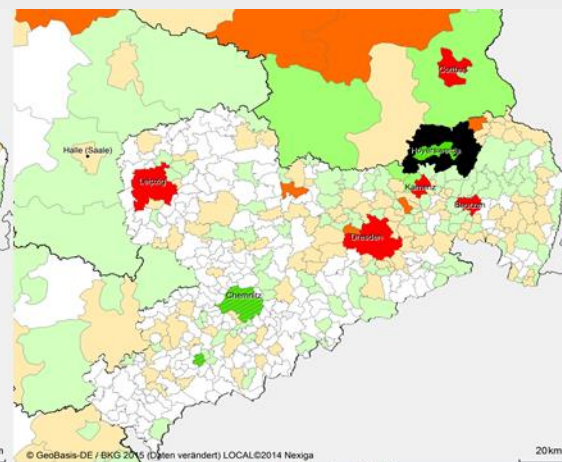 Cottbus
Halle (Saale)
Hoyerswerda
Leipzig
Kamenz
Bautzen
Dresden
Chemnitz
© GeoBasis-DE / BKG 2015 (Daten verändert) LOCAL©2014 Nexiga
20km